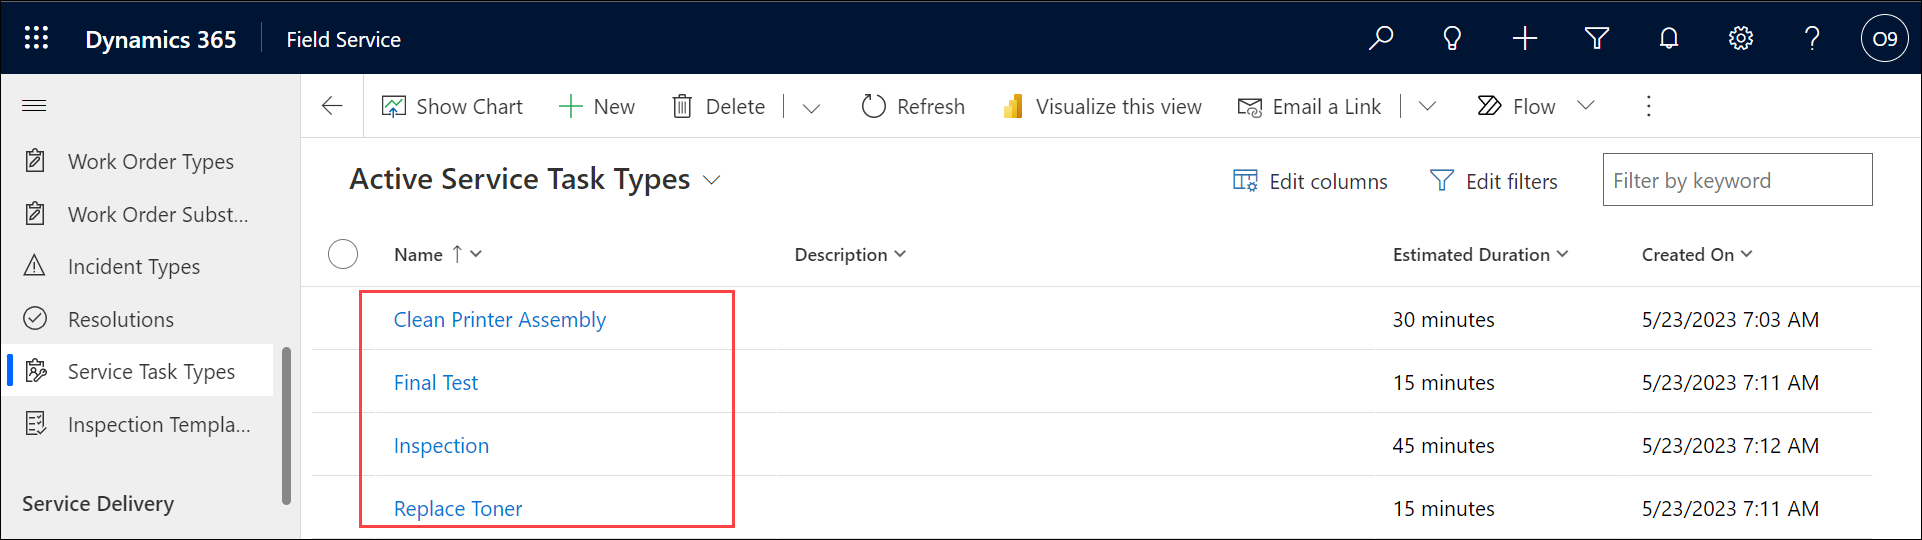 Dynamics 365 Field Service O9
Show Chart New Delete Refresh Visualize this view Email a Link Flow
Work Order Types
Work Order Subst...
Incident Types
Resolutions
Service Task Types
Inspection Templa...
Service Delivery
Active Service Task Types Edit columns Edit filters Filter by keyword
Name Description Estimated Duration Created On
Clean Printer Assembly 30 minutes 5/23/2023 7:03 AM
Final Test 15 minutes 5/23/2023 7:11 AM
Inspection 45 minutes 5/23/2023 7:12 AM
Replace Toner 15 minutes 5/23/2023 7:11 AM